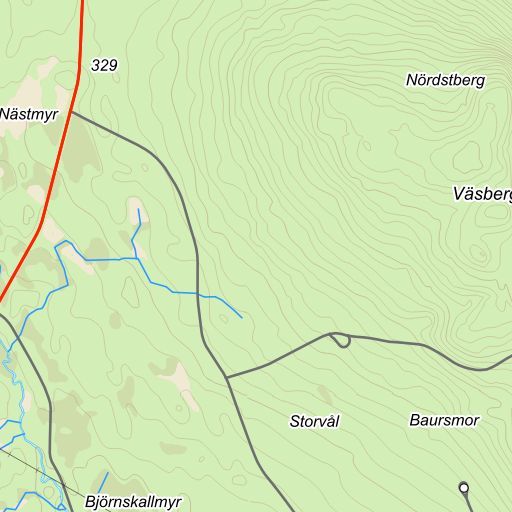 329
Nördstberg
Nästmyr
Väsberg
Storvål
Baursmor
Björnskallmyr